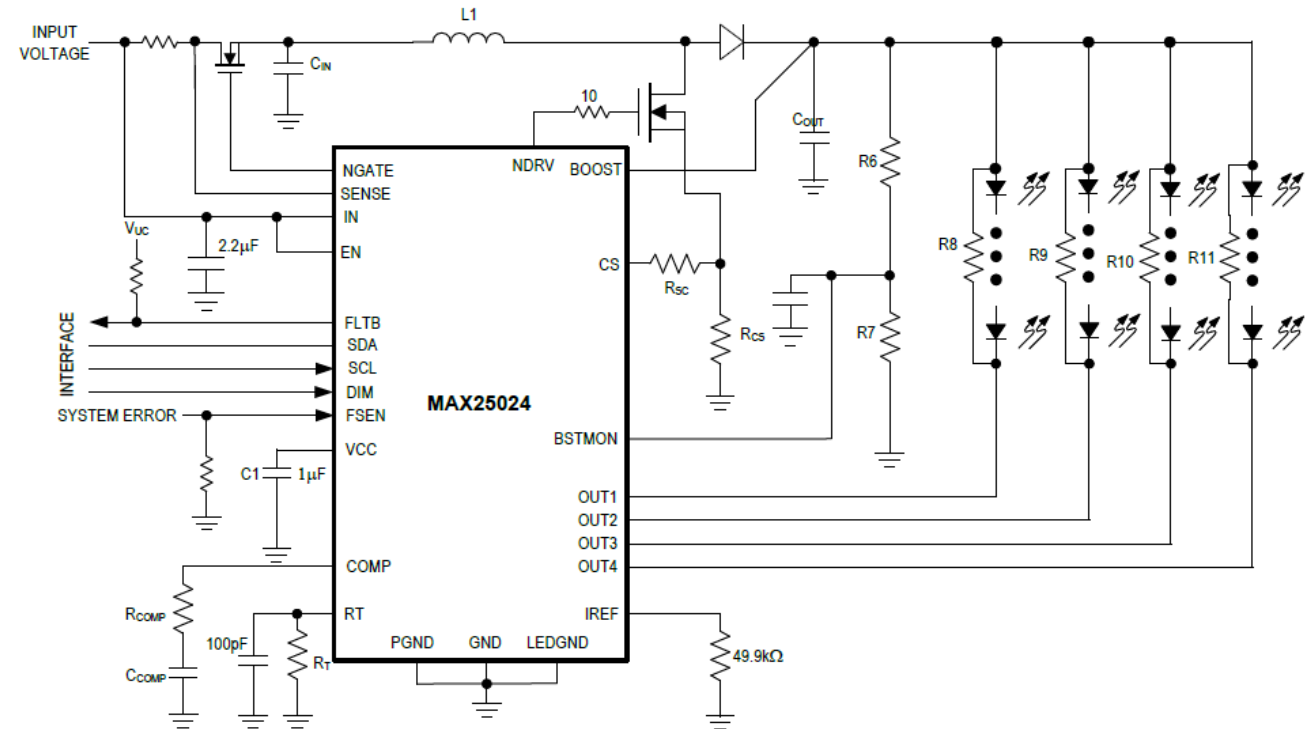 L1
INPUT
VOLTAGE
CIN
10
COUT
NDRV
BOOST
R6
NGATE
SENSE
IN
EN
VUC
2.2μF
CS
RSC
R8
R9
R10
R11
RCS
R7
INTERFACE
FLTB
SDA
SCL
DIM
SYSTEM ERROR
FSEN
MAX25024
BSTMON
VCC
C1
1μF
OUT1
OUT2
OUT3
OUT4
COMP
RCOMP
RT
IREF
100pF
RT
PGND
GND
LEDGND
49.9kΩ
CCOMP